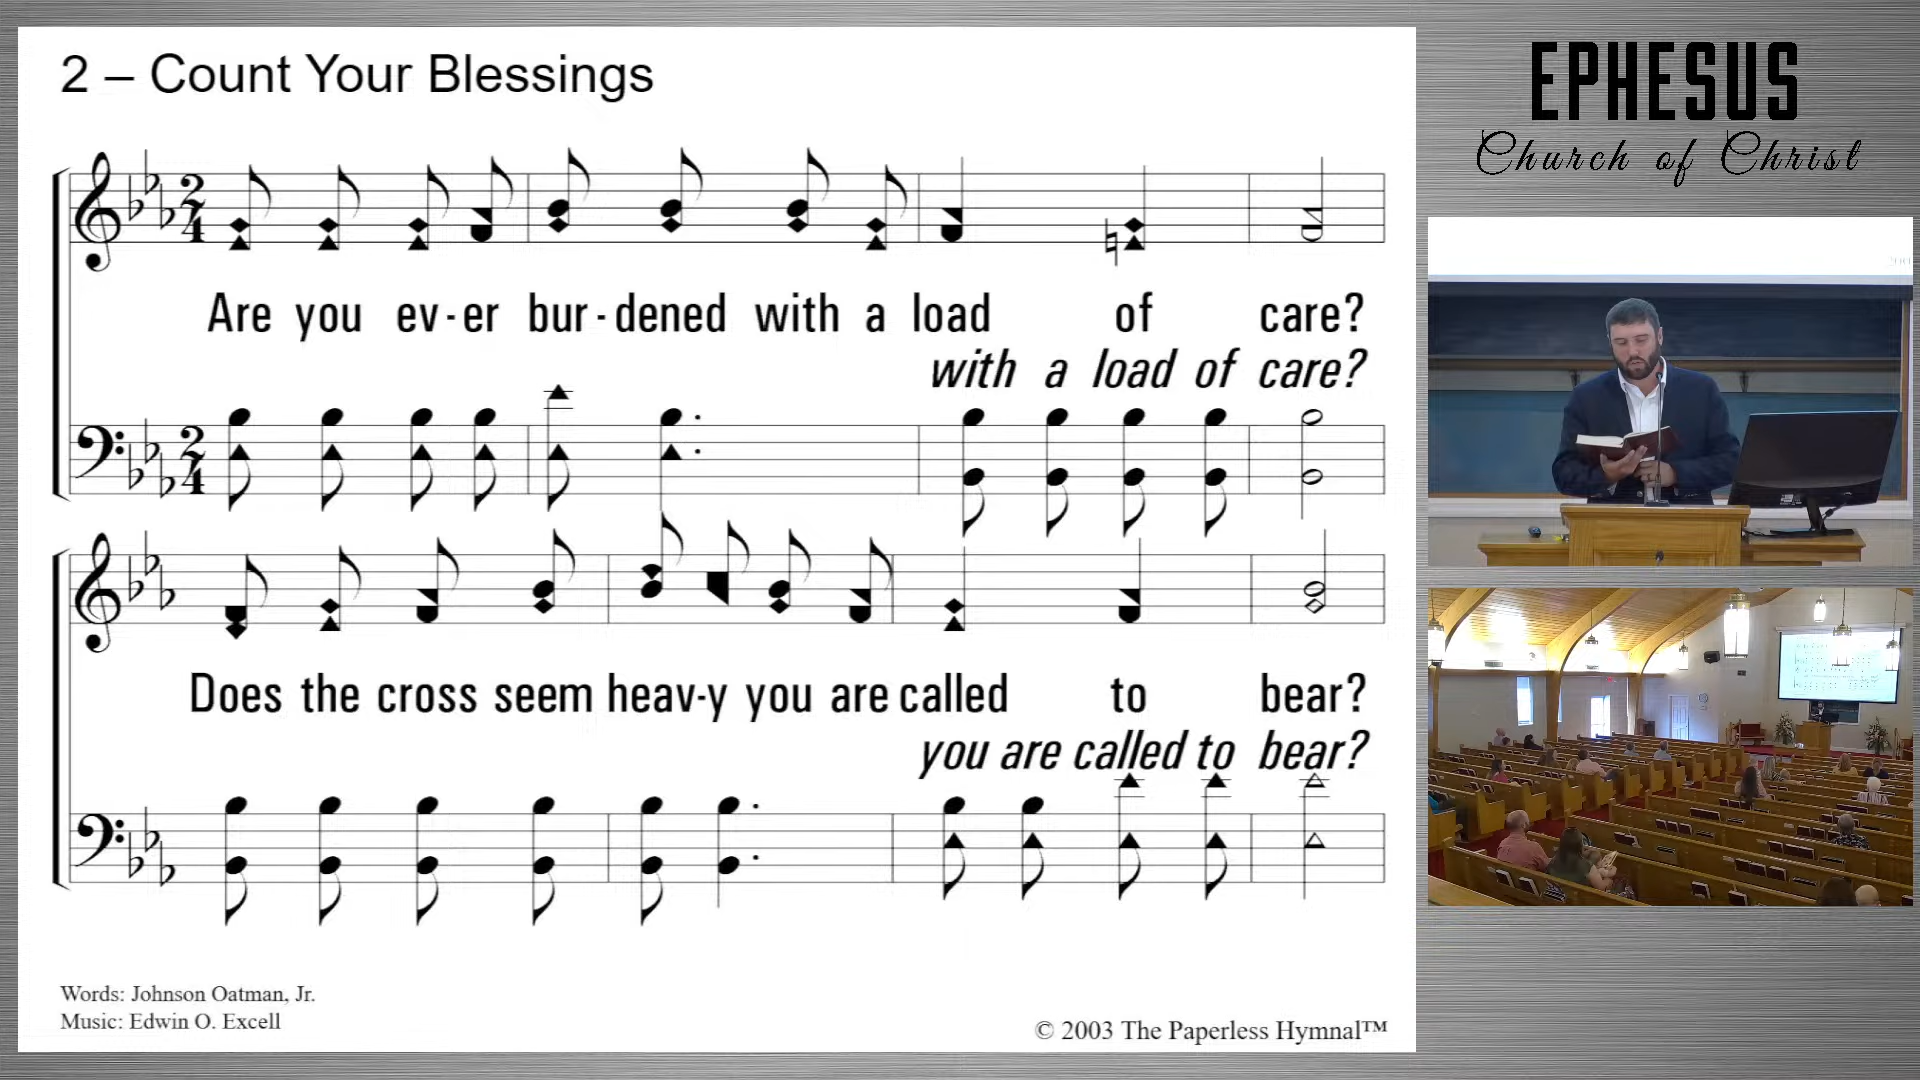 2 – Count Your Blessings
Are you ev-er bur-dened with a load of care?
with a load of care?
Does the cross seem heav-y you are called to bear?
you are called to bear?
Words: Johnson Oatman, Jr.
Music: Edwin O. Excell
© 2003 The Paperless Hymnal™
EPHESUS
Church of Christ